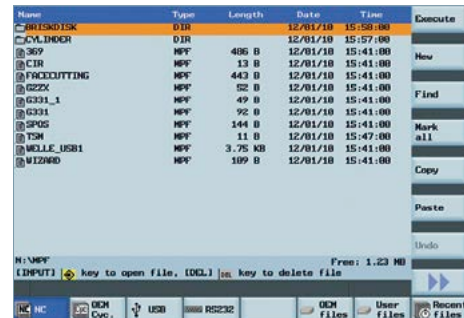 Name Type Length Date Time
BRISKDISK DIR 12/01/10 15:58:00
CYLINDER DIR 12/01/10 15:57:00
369 MPF 486 B 12/01/10 15:41:00
CIR MPF 13 B 12/01/10 15:41:00
FACECUTTING MPF 443 B 12/01/10 15:41:00
G22X MPF 52 B 12/01/10 15:41:00
G331_1 MPF 49 B 12/01/10 15:41:00
G331 MPF 92 B 12/01/10 15:41:00
SPOS MPF 144 B 12/01/10 15:41:00
TSM MPF 11 B 12/01/10 15:47:00
WELLE_USB1 MPF 3.75 KB 12/01/10 15:41:00
WIZARD MPF 109 B 12/01/10 15:41:00
N:\MPF Free: 1.23 MB
[INPUT] key to open file, [DEL] DEL key to delete file
Execute
New
Find
Mark
all
Copy
Paste
Undo
NC NC
OEM
Cyc.
USB
RS232
OEM
files
User
files
Recent
files